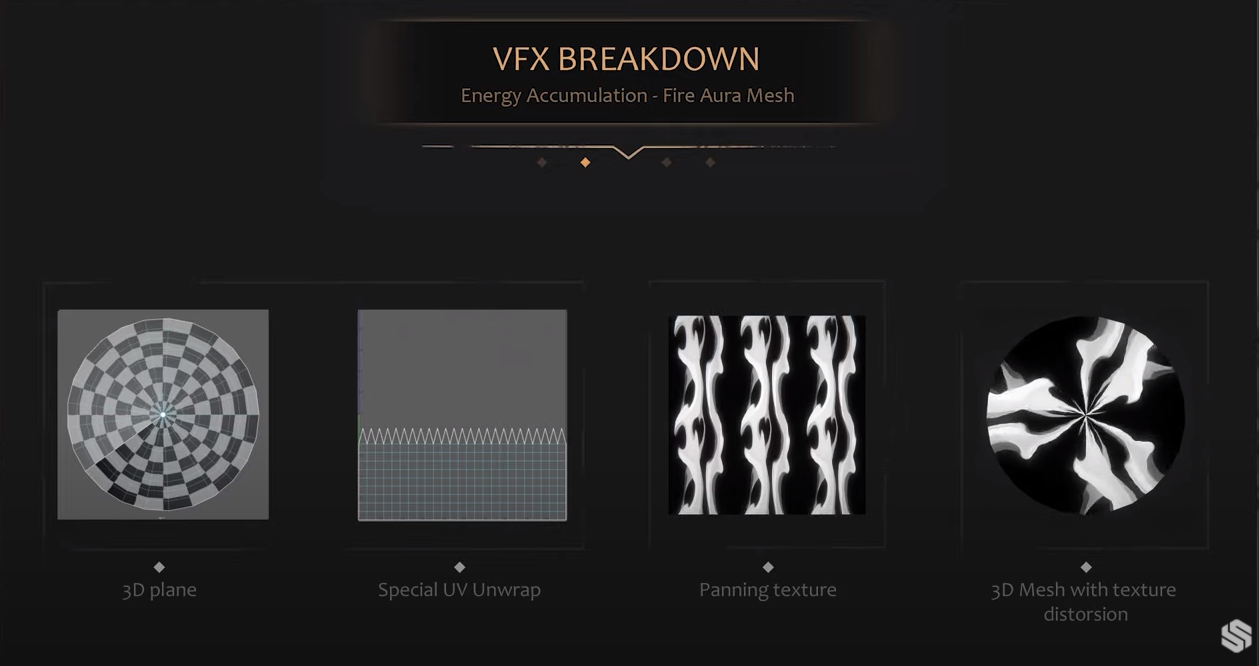 VFX BREAKDOWN
Energy Accumulation - Fire Aura Mesh
3D plane
Special UV Unwrap
Panning texture
3D Mesh with texture
distorsion